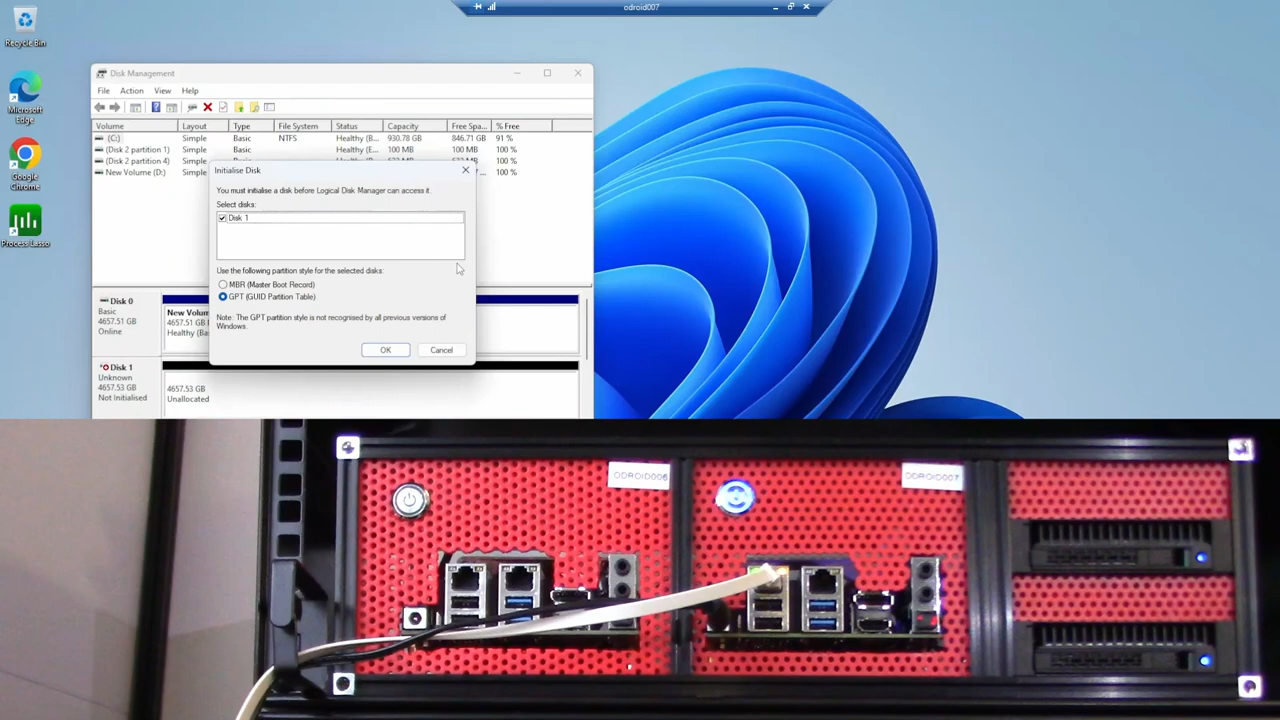 odroid007
Recycle Bin
Microsoft
Edge
Google
Chrome
Process Lasso
Disk Management
File Action View Help
Volume Layout Type File System Status Capacity Free Spa... % Free
(C:) Simple Basic NTFS Healthy (B... 930.78 GB 846.71 GB 91 %
(Disk 2 partition 1) Simple Basic Healthy (E... 100 MB 100 MB 100 %
(Disk 2 partition 4) Simple Basic 100 %
New Volume (D:) Simple 100 %
Initialise Disk
You must initialise a disk before Logical Disk Manager can access it.
Select disks:
Disk 1
Use the following partition style for the selected disks:
MBR (Master Boot Record)
GPT (GUID Partition Table)
Note: The GPT partition style is not recognised by all previous versions of
Windows.
OK Cancel
Disk 0
Basic
4657.51 GB
Online
New Volum
4657.51 GB
Healthy (Ba
Disk 1
Unknown
4657.53 GB
Not Initialised
4657.53 GB
Unallocated
ODROID006
ODROID007